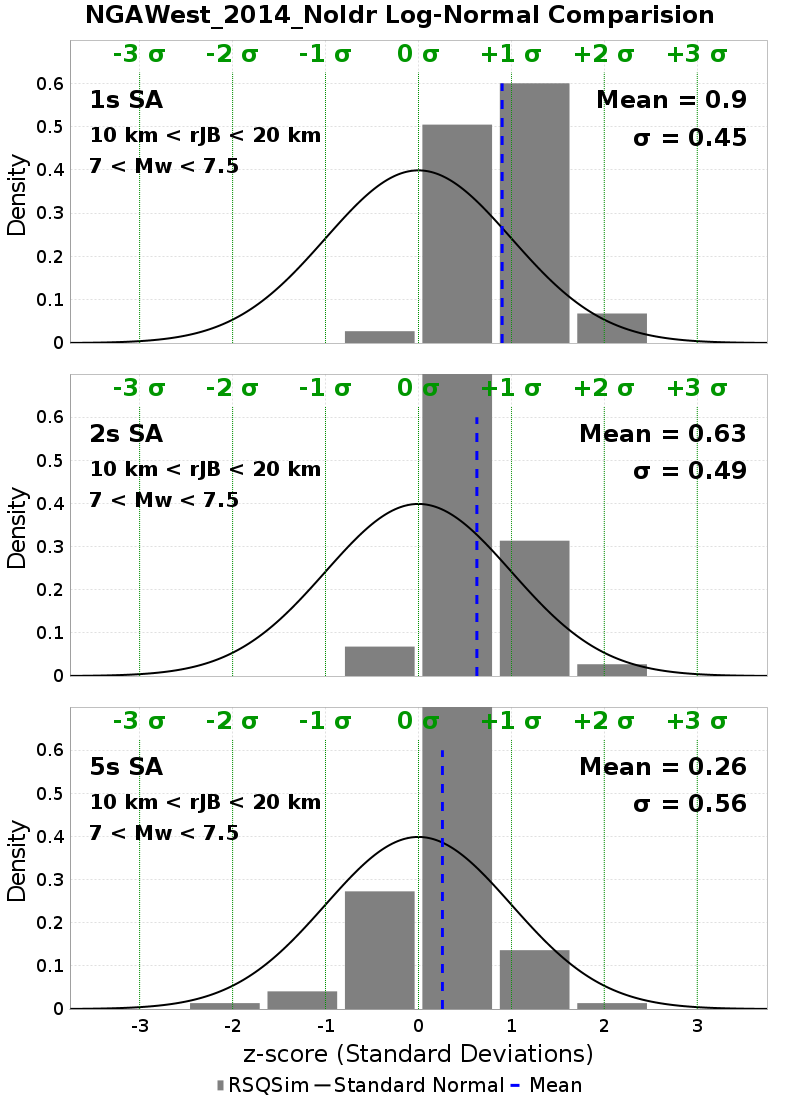 NGAWest_2014_NoIdr Log-Normal Comparision
-3 σ -2 σ -1 σ 0 σ +1 σ +2 σ +3 σ
0.6
1s SA Mean = 0.9
0.5
10 km < rJB < 20 km σ = 0.45
0.4
7 < Mw < 7.5
0.3
0.2
0.1
0
Density
-3 σ -2 σ -1 σ 0 σ +1 σ +2 σ +3 σ
0.6
2s SA Mean = 0.63
0.5
10 km < rJB < 20 km σ = 0.49
0.4
7 < Mw < 7.5
0.3
0.2
0.1
0
Density
-3 σ -2 σ -1 σ 0 σ +1 σ +2 σ +3 σ
0.6
5s SA Mean = 0.26
0.5
10 km < rJB < 20 km σ = 0.56
0.4
7 < Mw < 7.5
0.3
0.2
0.1
0
Density
-3 -2 -1 0 1 2 3
z-score (Standard Deviations)
RSQSim Standard Normal Mean